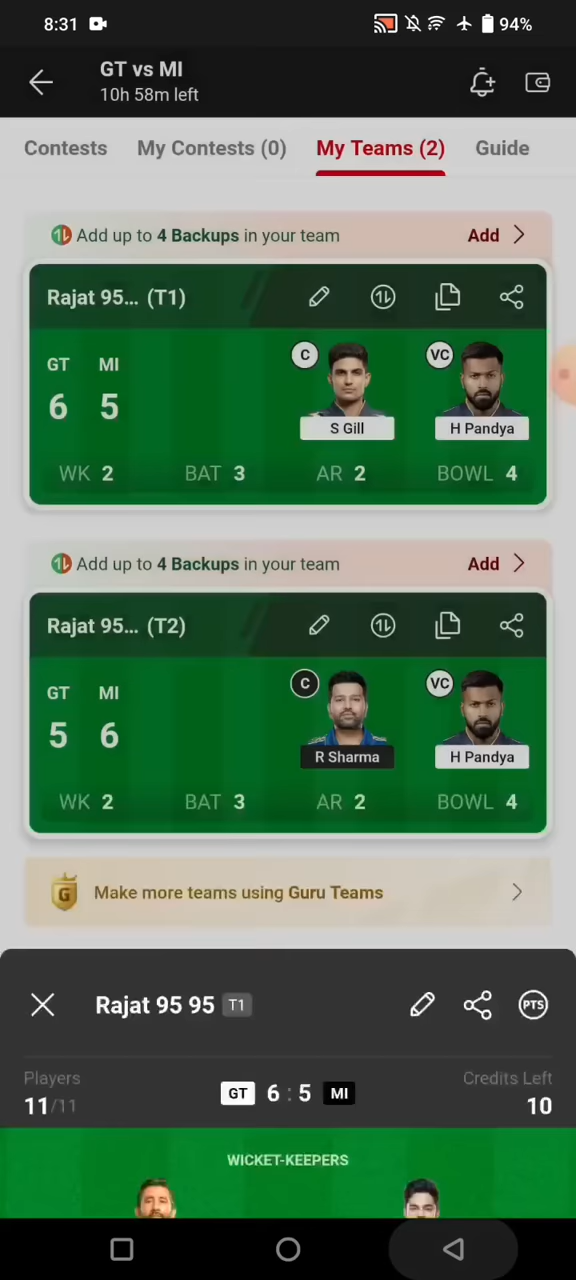 8:31
94%
GT vs MI
10h 58m left
Contests My Contests (0) My Teams (2) Guide
Add up to 4 Backups in your team Add
Rajat 95... (T1)
GT MI
6 5
C VC
S Gill H Pandya
WK 2 BAT 3 AR 2 BOWL 4
Add up to 4 Backups in your team Add
Rajat 95... (T2)
GT MI
5 6
C VC
R Sharma H Pandya
WK 2 BAT 3 AR 2 BOWL 4
G Make more teams using Guru Teams
Rajat 95 95 T1 PTS
Players Credits Left
11/11 GT 6 : 5 MI 10
WICKET-KEEPERS